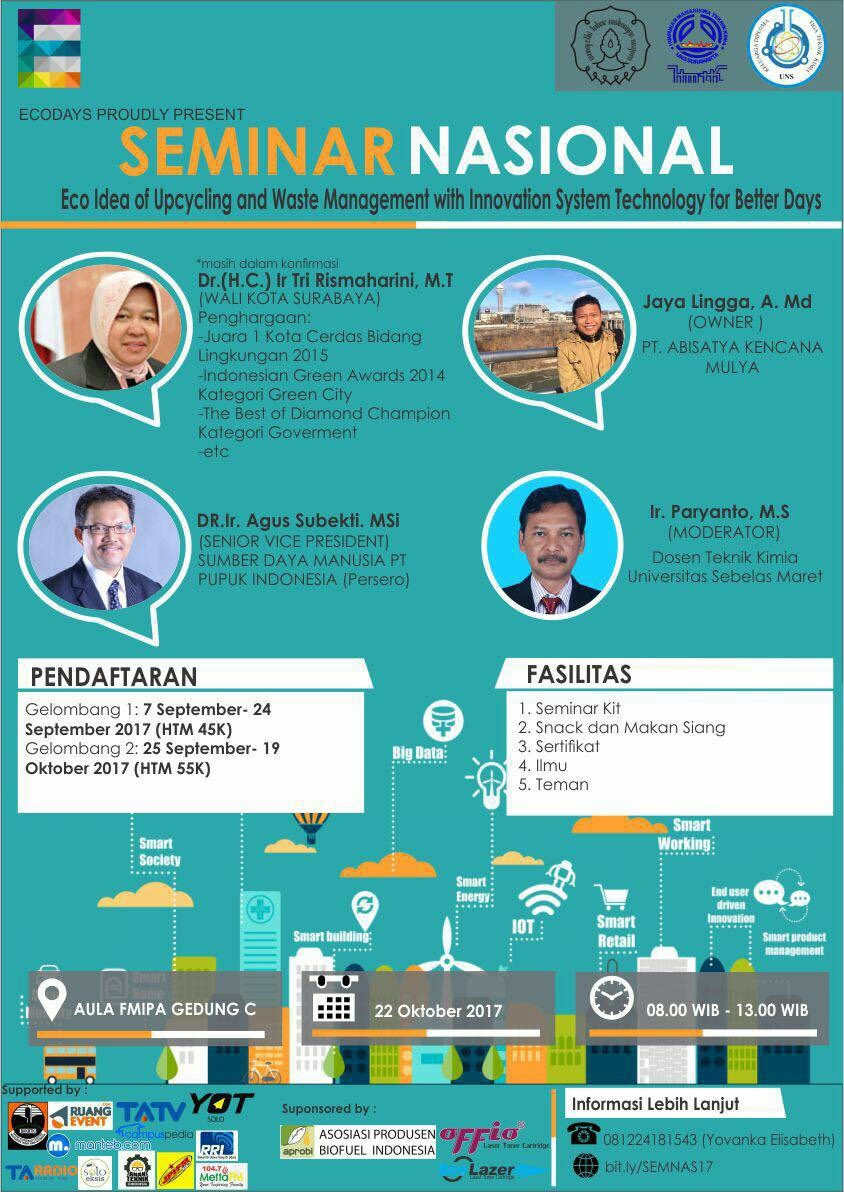 ECODAYS PROUDLY PRESENT
SEMINAR NASIONAL
Eco Idea of Upcycling and Waste Management with Innovation System Technology for Better Days
*masih dalam konfirmasi
Dr.(H.C.) Ir Tri Rismaharini, M.T
(WALI KOTA SURABAYA)
Penghargaan:
-Juara 1 Kota Cerdas Bidang
Lingkungan 2015
-Indonesian Green Awards 2014
Kategori Green City
-The Best of Diamond Champion
Kategori Goverment
-etc
Jaya Lingga, A. Md
(OWNER )
PT. ABISATYA KENCANA
MULYA
DR.Ir. Agus Subekti. MSi
(SENIOR VICE PRESIDENT)
SUMBER DAYA MANUSIA PT
PUPUK INDONESIA (Persero)
Ir. Paryanto, M.S
(MODERATOR)
Dosen Teknik Kimia
Universitas Sebelas Maret
PENDAFTARAN
Gelombang 1: 7 September- 24
September 2017 (HTM 45K)
Gelombang 2: 25 September- 19
Oktober 2017 (HTM 55K)
FASILITAS
1. Seminar Kit
2. Snack dan Makan Siang
3. Sertifikat
4. Ilmu
5. Teman
Big Data
Smart
Society
Smart
Working
Smart
Energy
Smart building
IOT
Smart
Retail
End user
driven
Innovation
Smart product
management
Smart
Home
AULA FMIPA GEDUNG C
22 Oktober 2017
08.00 WIB - 13.00 WIB
Supported by :
RUANG
EVENT
TATV
YOT
SOLO
campuspedia
manteb.com
RRI
TA RADIO
solo
eksis
104.7
Metta FM
Suponsored by :
aprobi
ASOSIASI PRODUSEN
BIOFUEL INDONESIA
offio
Laser Toner Cartridge
Lazer
Informasi Lebih Lanjut
081224181543 (Yovanka Elisabeth)
bit.ly/SEMNAS17
UNS